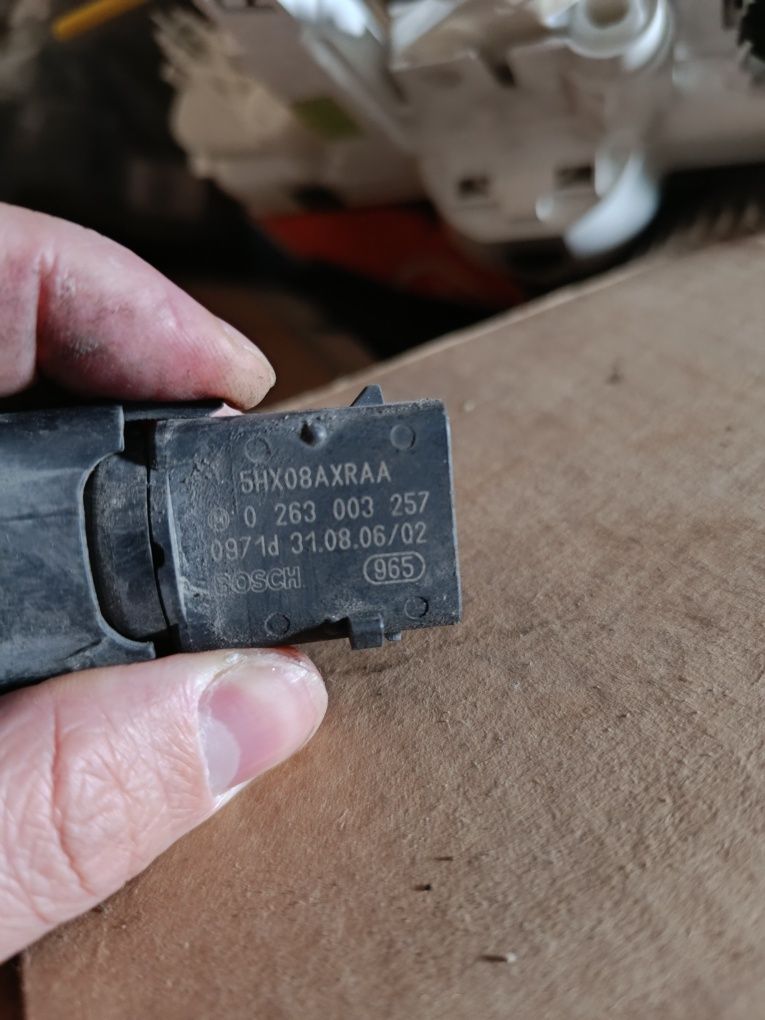 5HX08AXRAA
0 263 003 257
0971d 31.08.06/02
BOSCH 965